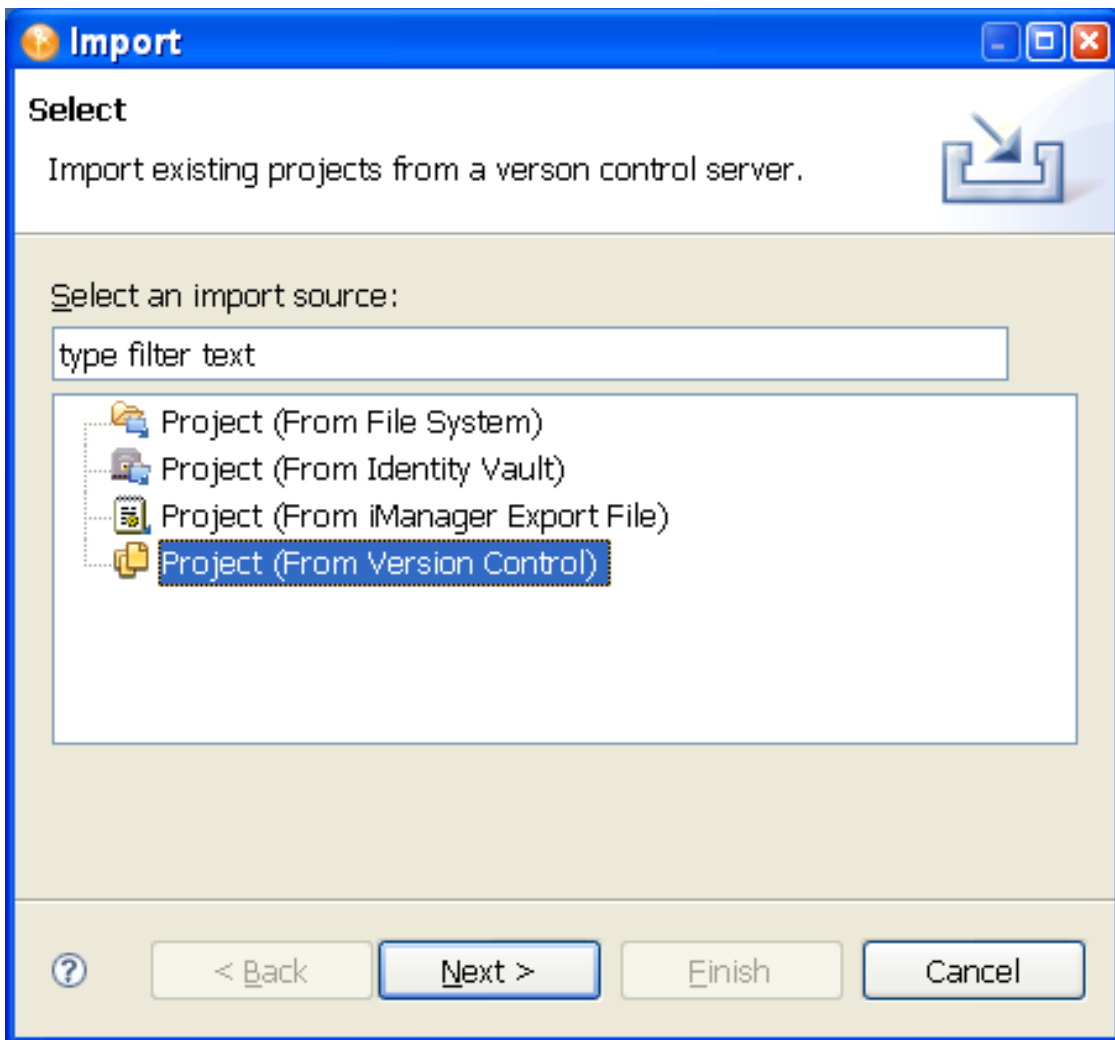 Import
Select
Import existing projects from a verson control server.
Select an import source:
type filter text
Project (From File System)
Project (From Identity Vault)
Project (From iManager Export File)
Project (From Version Control)
? < Back Next > Finish Cancel